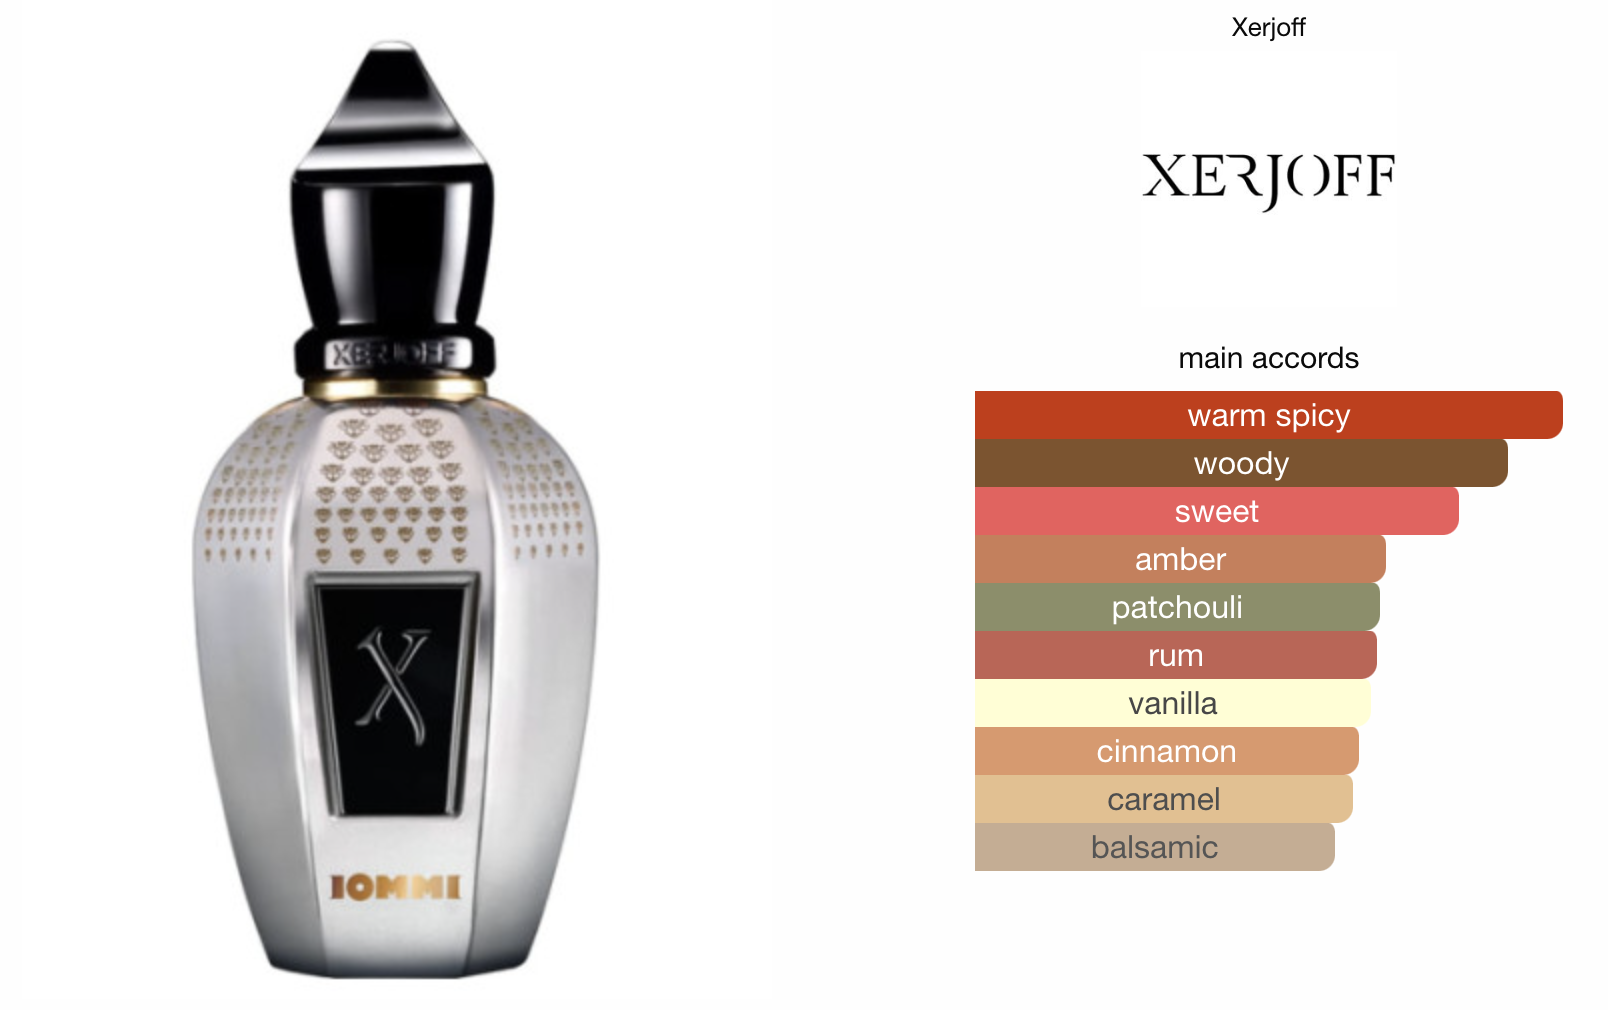 XERJOFF
X
IOMMI
Xerjoff
XERJOFF
main accords
warm spicy
woody
sweet
amber
patchouli
rum
vanilla
cinnamon
caramel
balsamic